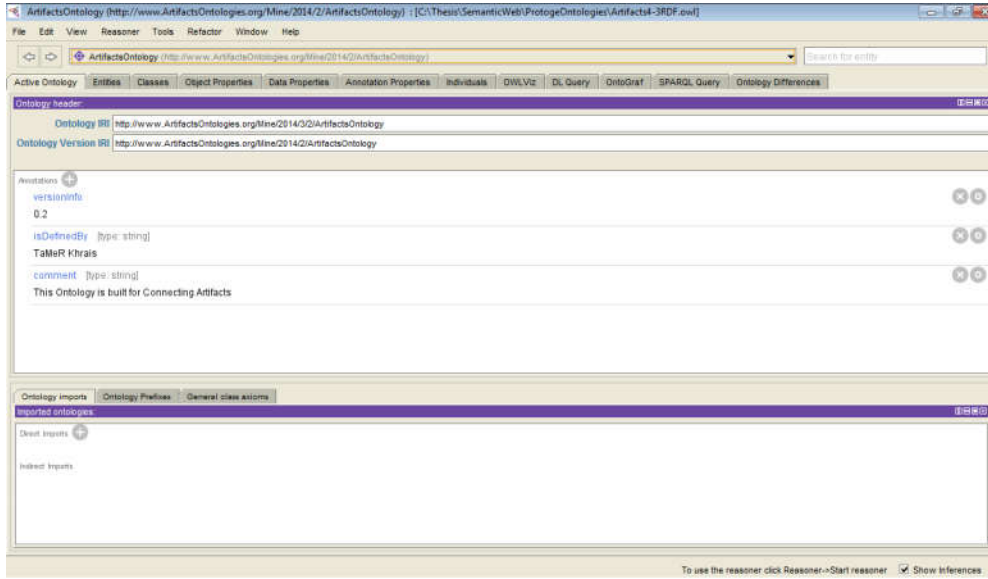 ArtifactsOntology (http://www.ArtifactsOntologies.org/Mine/2014/2/ArtifactsOntology) : [C:\Thesis\SemanticWeb\ProtegeOntologies\Artifacts4-3RDF.owl]
File Edit View Reasoner Tools Refactor Window Help
ArtifactsOntology (http://www.ArtifactsOntologies.org/Mine/2014/2/ArtifactsOntology) Search for entity
Active Ontology Entities Classes Object Properties Data Properties Annotation Properties Individuals OWLViz DL Query OntoGraf SPARQL Query Ontology Differences
Ontology header:
Ontology IRI http://www.ArtifactsOntologies.org/Mine/2014/3/2/ArtifactsOntology
Ontology Version IRI http://www.ArtifactsOntologies.org/Mine/2014/2/ArtifactsOntology
Annotations
versionInfo
0.2
isDefinedBy [type: string]
TaMeR Khrais
comment [type: string]
This Ontology is built for Connecting Artifacts
Ontology imports Ontology Prefixes General class axioms
Imported ontologies:
Direct Imports
Indirect Imports
To use the reasoner click Reasoner->Start reasoner Show Inferences